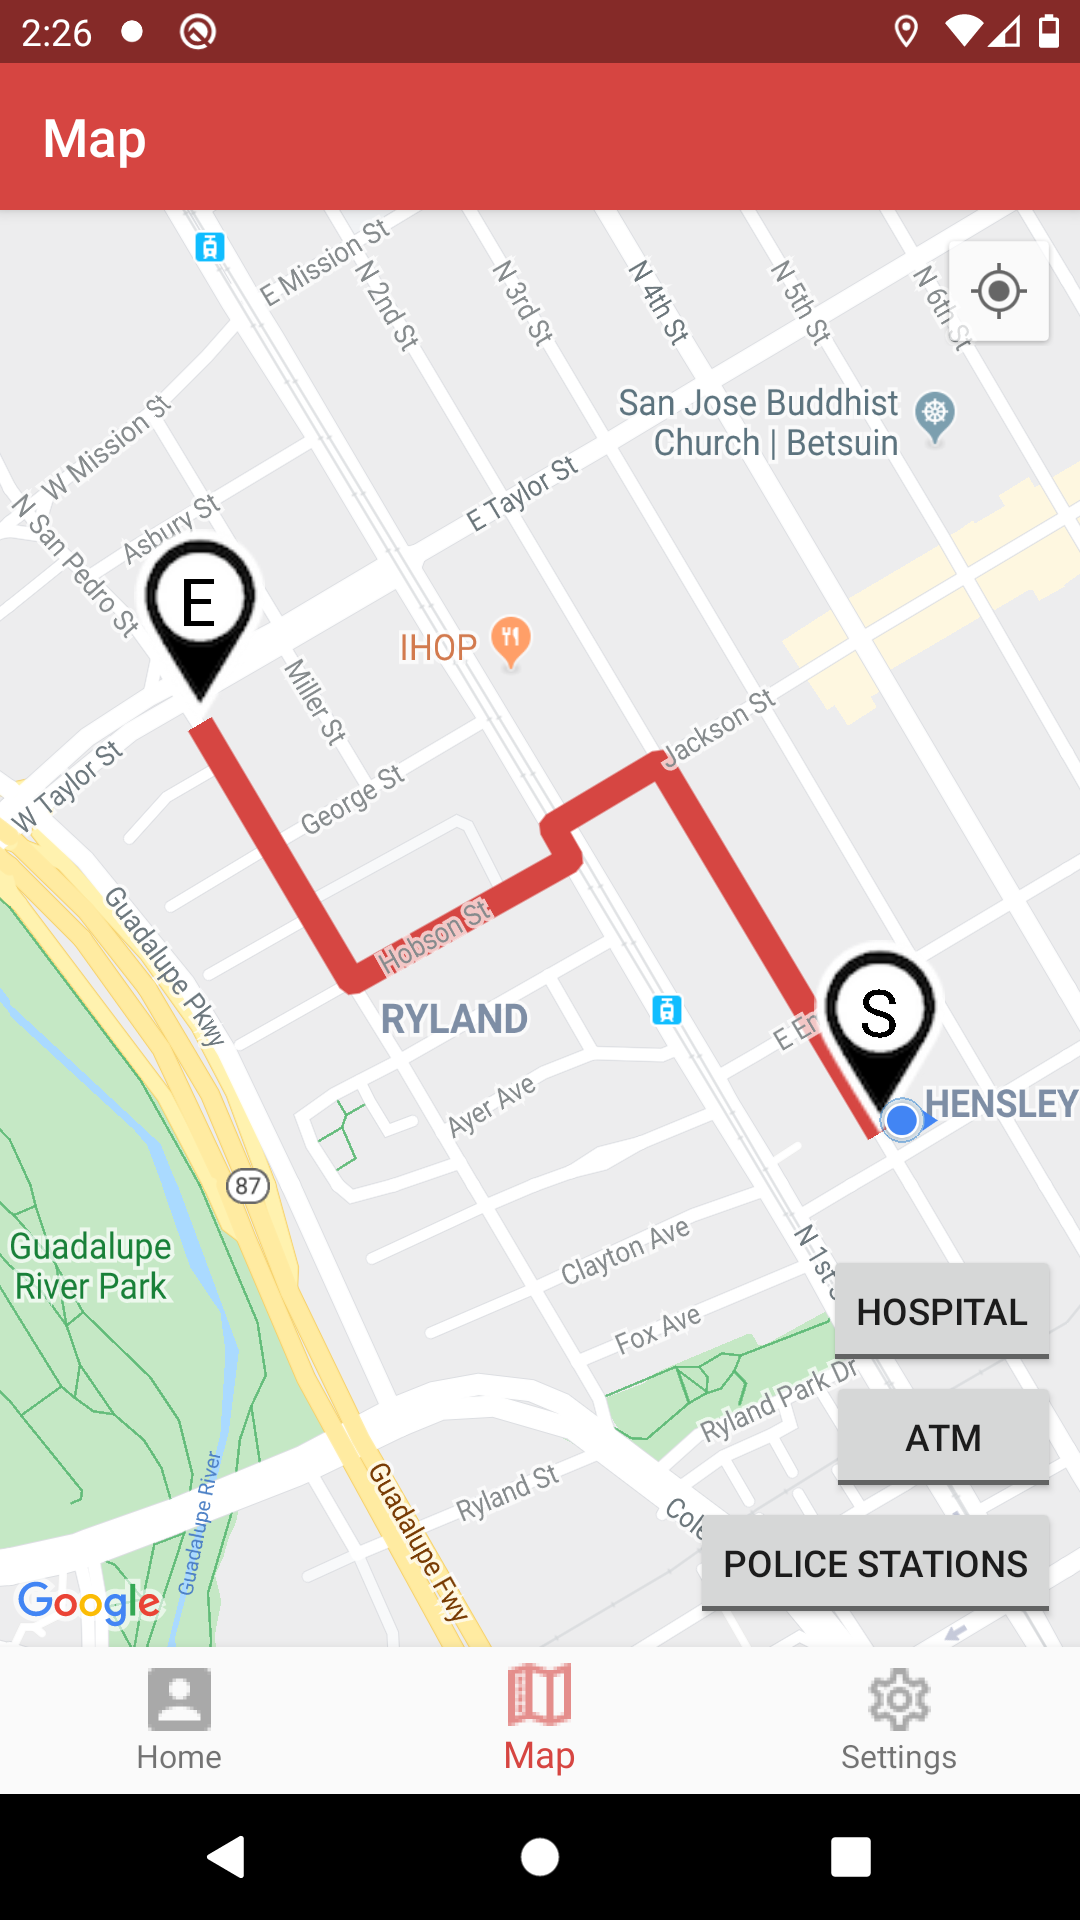 2:26
Map
E Mission St
N 2nd St
N 3rd St
N 4th St
N 5th St
N 6th St
W Mission St
San Jose Buddhist
Church | Betsuin
N San Pedro St
Asbury St
E Taylor St
E
IHOP
Miller St
Jackson St
W Taylor St
George St
Guadalupe Pkwy
Hobson St
RYLAND
E
S
HENSLEY
Ayer Ave
87
Guadalupe
River Park
Clayton Ave
N 1st
Fox Ave
HOSPITAL
Ryland Park Dr
ATM
Guadalupe River
Guadalupe Fwy
Ryland St
POLICE STATIONS
Google
Home
Map
Settings